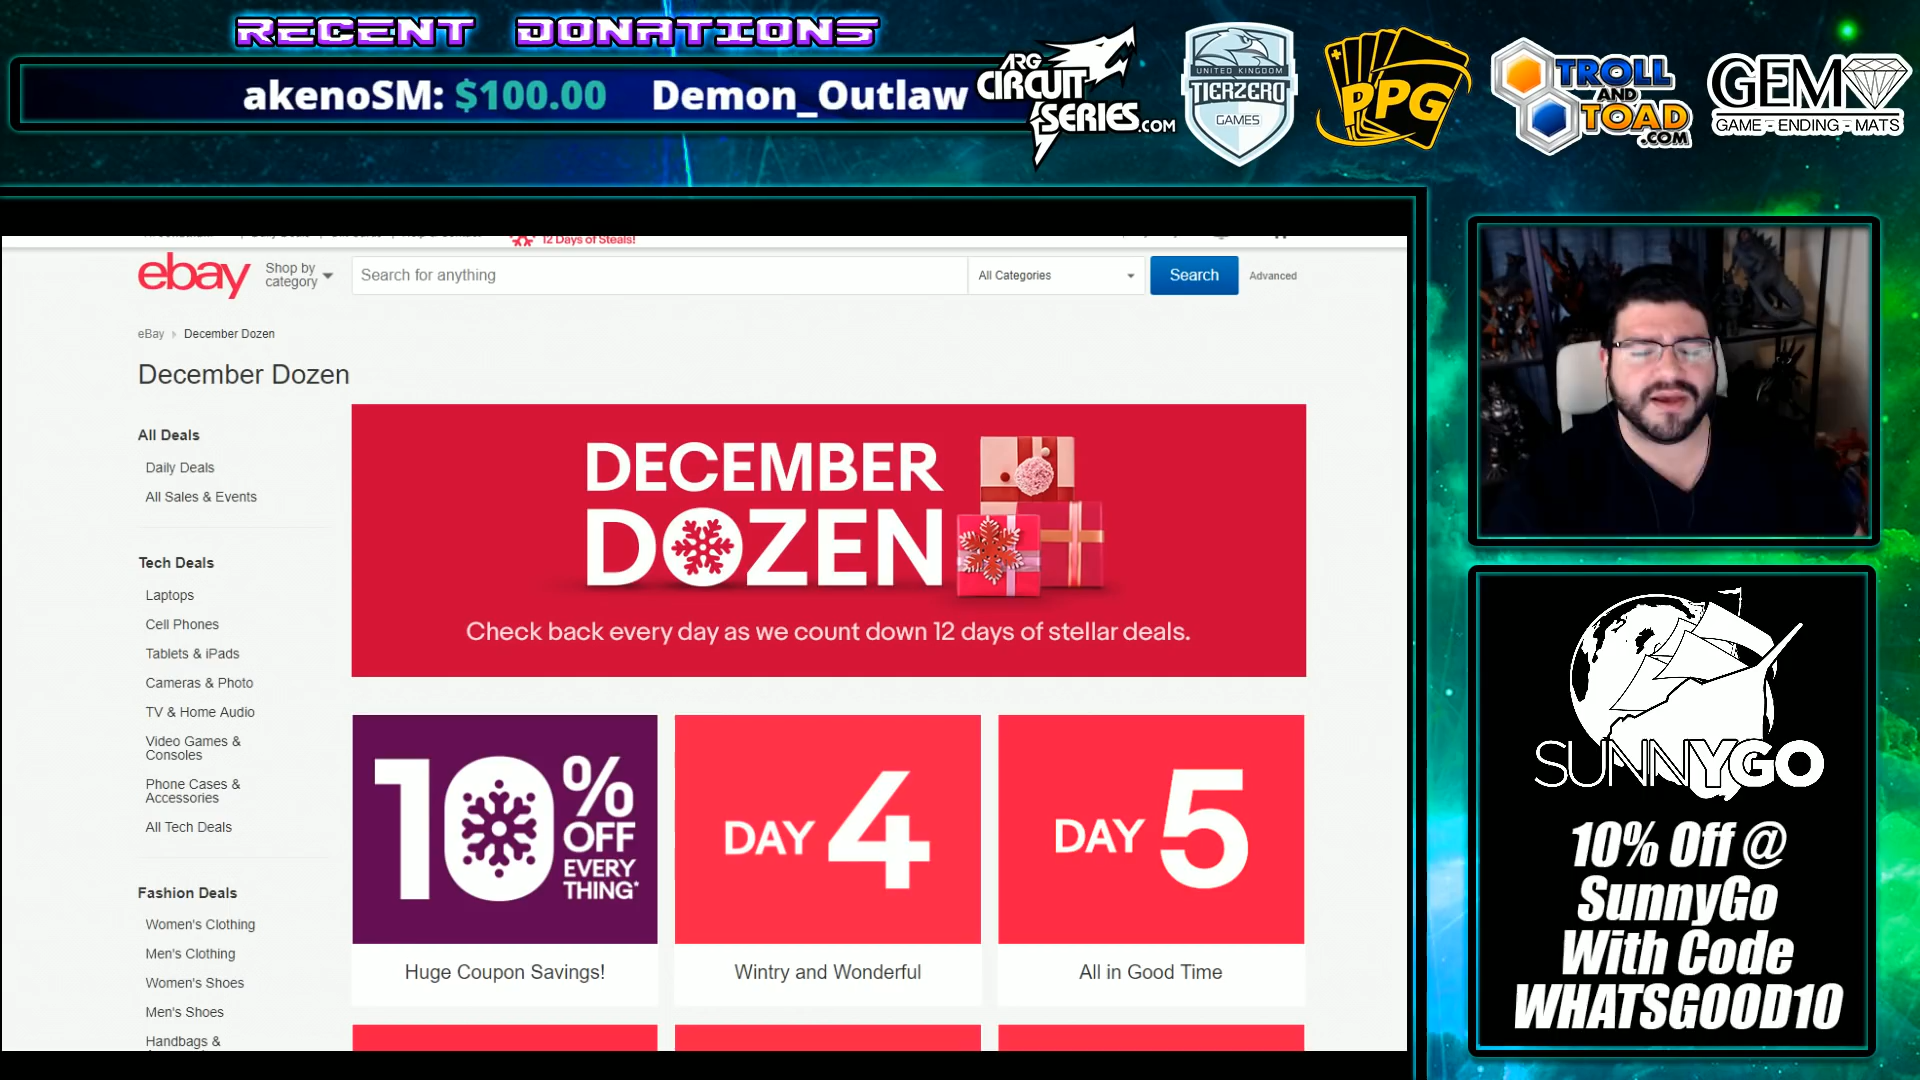 RECENT DONATIONS
akenoSM: $100.00 Demon_Outlaw
ARG
CIRCUIT
SERIES.COM
UNITED KINGDOM
TIERZERO
GAMES
PPG
TROLL
AND
TOAD
.COM
GEM
GAME - ENDING - MATS
12 Days of Steals!
ebay
Shop by
category
Search for anything
All Categories
Search
Advanced
eBay
December Dozen
December Dozen
All Deals
Daily Deals
All Sales & Events
Tech Deals
Laptops
Cell Phones
Tablets & iPads
Cameras & Photo
TV & Home Audio
Video Games &
Consoles
Phone Cases &
Accessories
All Tech Deals
Fashion Deals
Women's Clothing
Men's Clothing
Women's Shoes
Men's Shoes
Handbags &
DECEMBER
DOZEN
Check back every day as we count down 12 days of stellar deals.
10% OFF
EVERY
THING*
Huge Coupon Savings!
DAY 4
Wintry and Wonderful
DAY 5
All in Good Time
SUNNYGO
10% Off @
SunnyGo
With Code
WHATSGOOD10